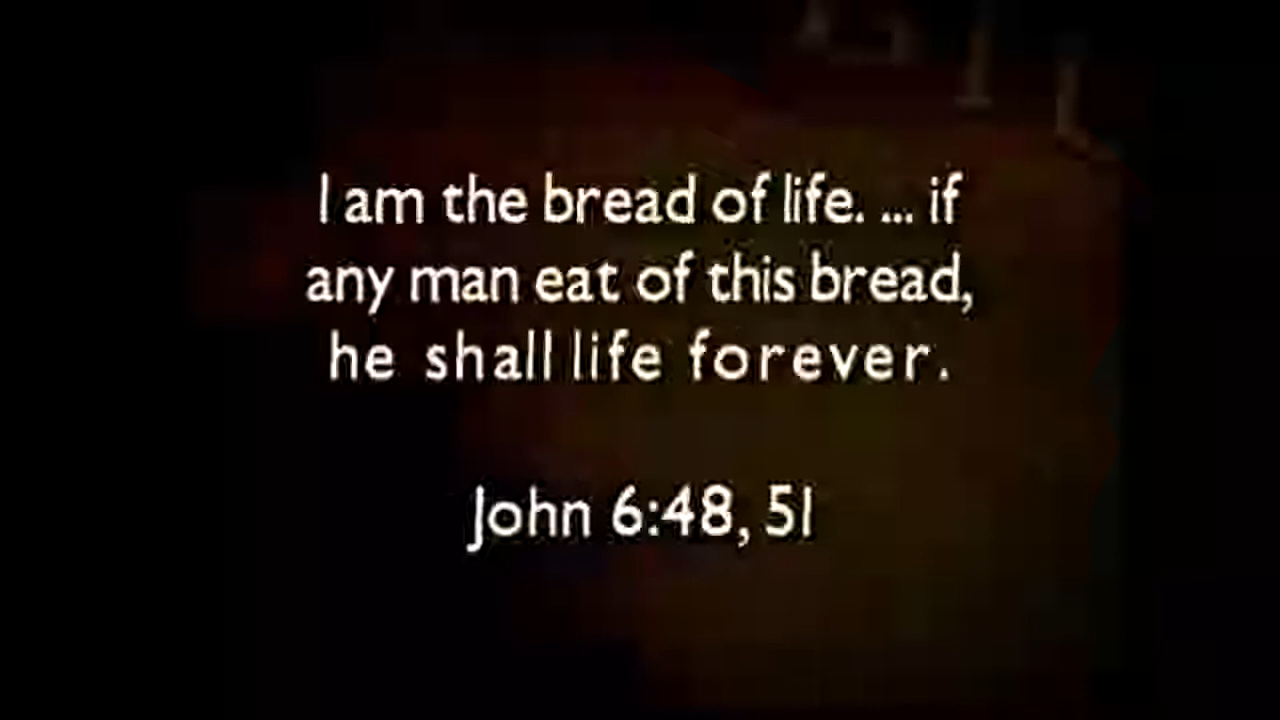 I am the bread of life. ... if
any man eat of this bread,
he shall life forever.
John 6:48, 51